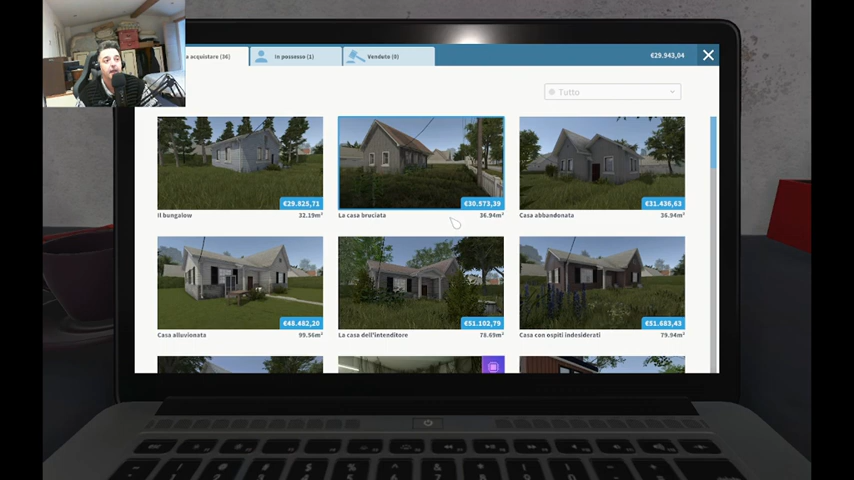 a acquistare (36)
In possesso (1)
Venduto (0)
€29.943,04
Tutto
€29.825,71
€30.573,39
€31.436,63
Il bungalow
32.19m²
La casa bruciata
36.94m²
Casa abbandonata
36.94m²
€48.482,20
€51.102,79
€51.683,43
Casa alluvionata
99.56m²
La casa dell'intenditore
78.69m²
Casa con ospiti indesiderati
79.94m²